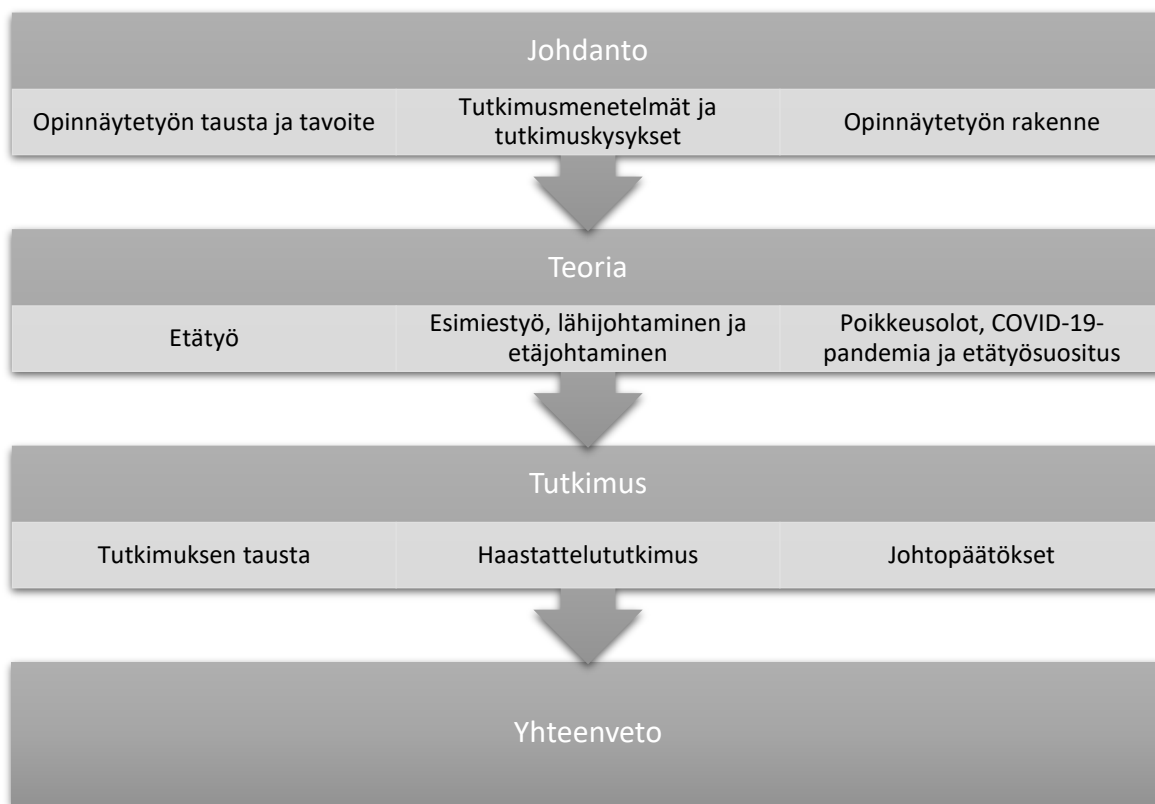 Johdanto
Opinnäytetyön tausta ja tavoite
Tutkimusmenetelmät ja
tutkimuskysykset
Opinnäytetyön rakenne
Teoria
Etätyö
Esimiestyö, lähijohtaminen ja
etäjohtaminen
Poikkeusolot, COVID-19-
pandemia ja etätyösuositus
Tutkimus
Tutkimuksen tausta
Haastattelututkimus
Johtopäätökset
Yhteenveto